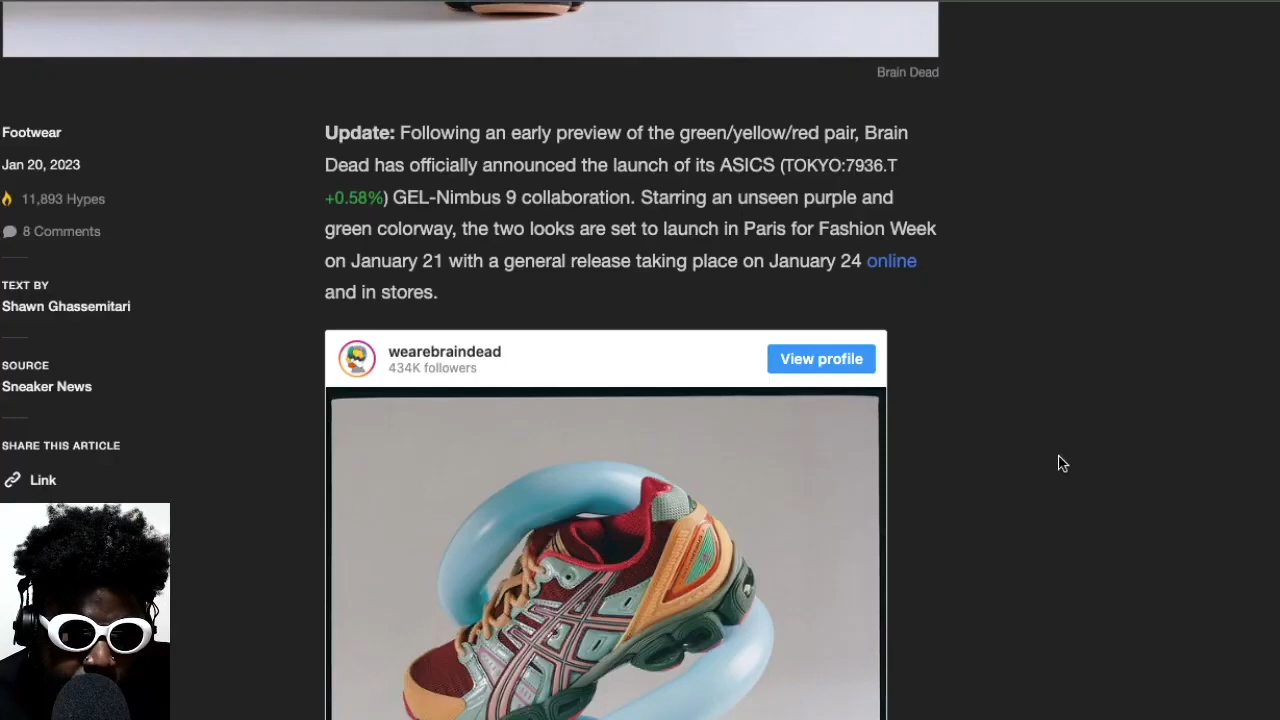 Brain Dead
Footwear
Jan 20, 2023
11,893 Hypes
8 Comments
TEXT BY
Shawn Ghassemitari
SOURCE
Sneaker News
SHARE THIS ARTICLE
Link
Update: Following an early preview of the green/yellow/red pair, Brain
Dead has officially announced the launch of its ASICS (TOKYO:7936.T
+0.58%) GEL-Nimbus 9 collaboration. Starring an unseen purple and
green colorway, the two looks are set to launch in Paris for Fashion Week
on January 21 with a general release taking place on January 24 online
and in stores.
wearebraindead
434K followers
View profile